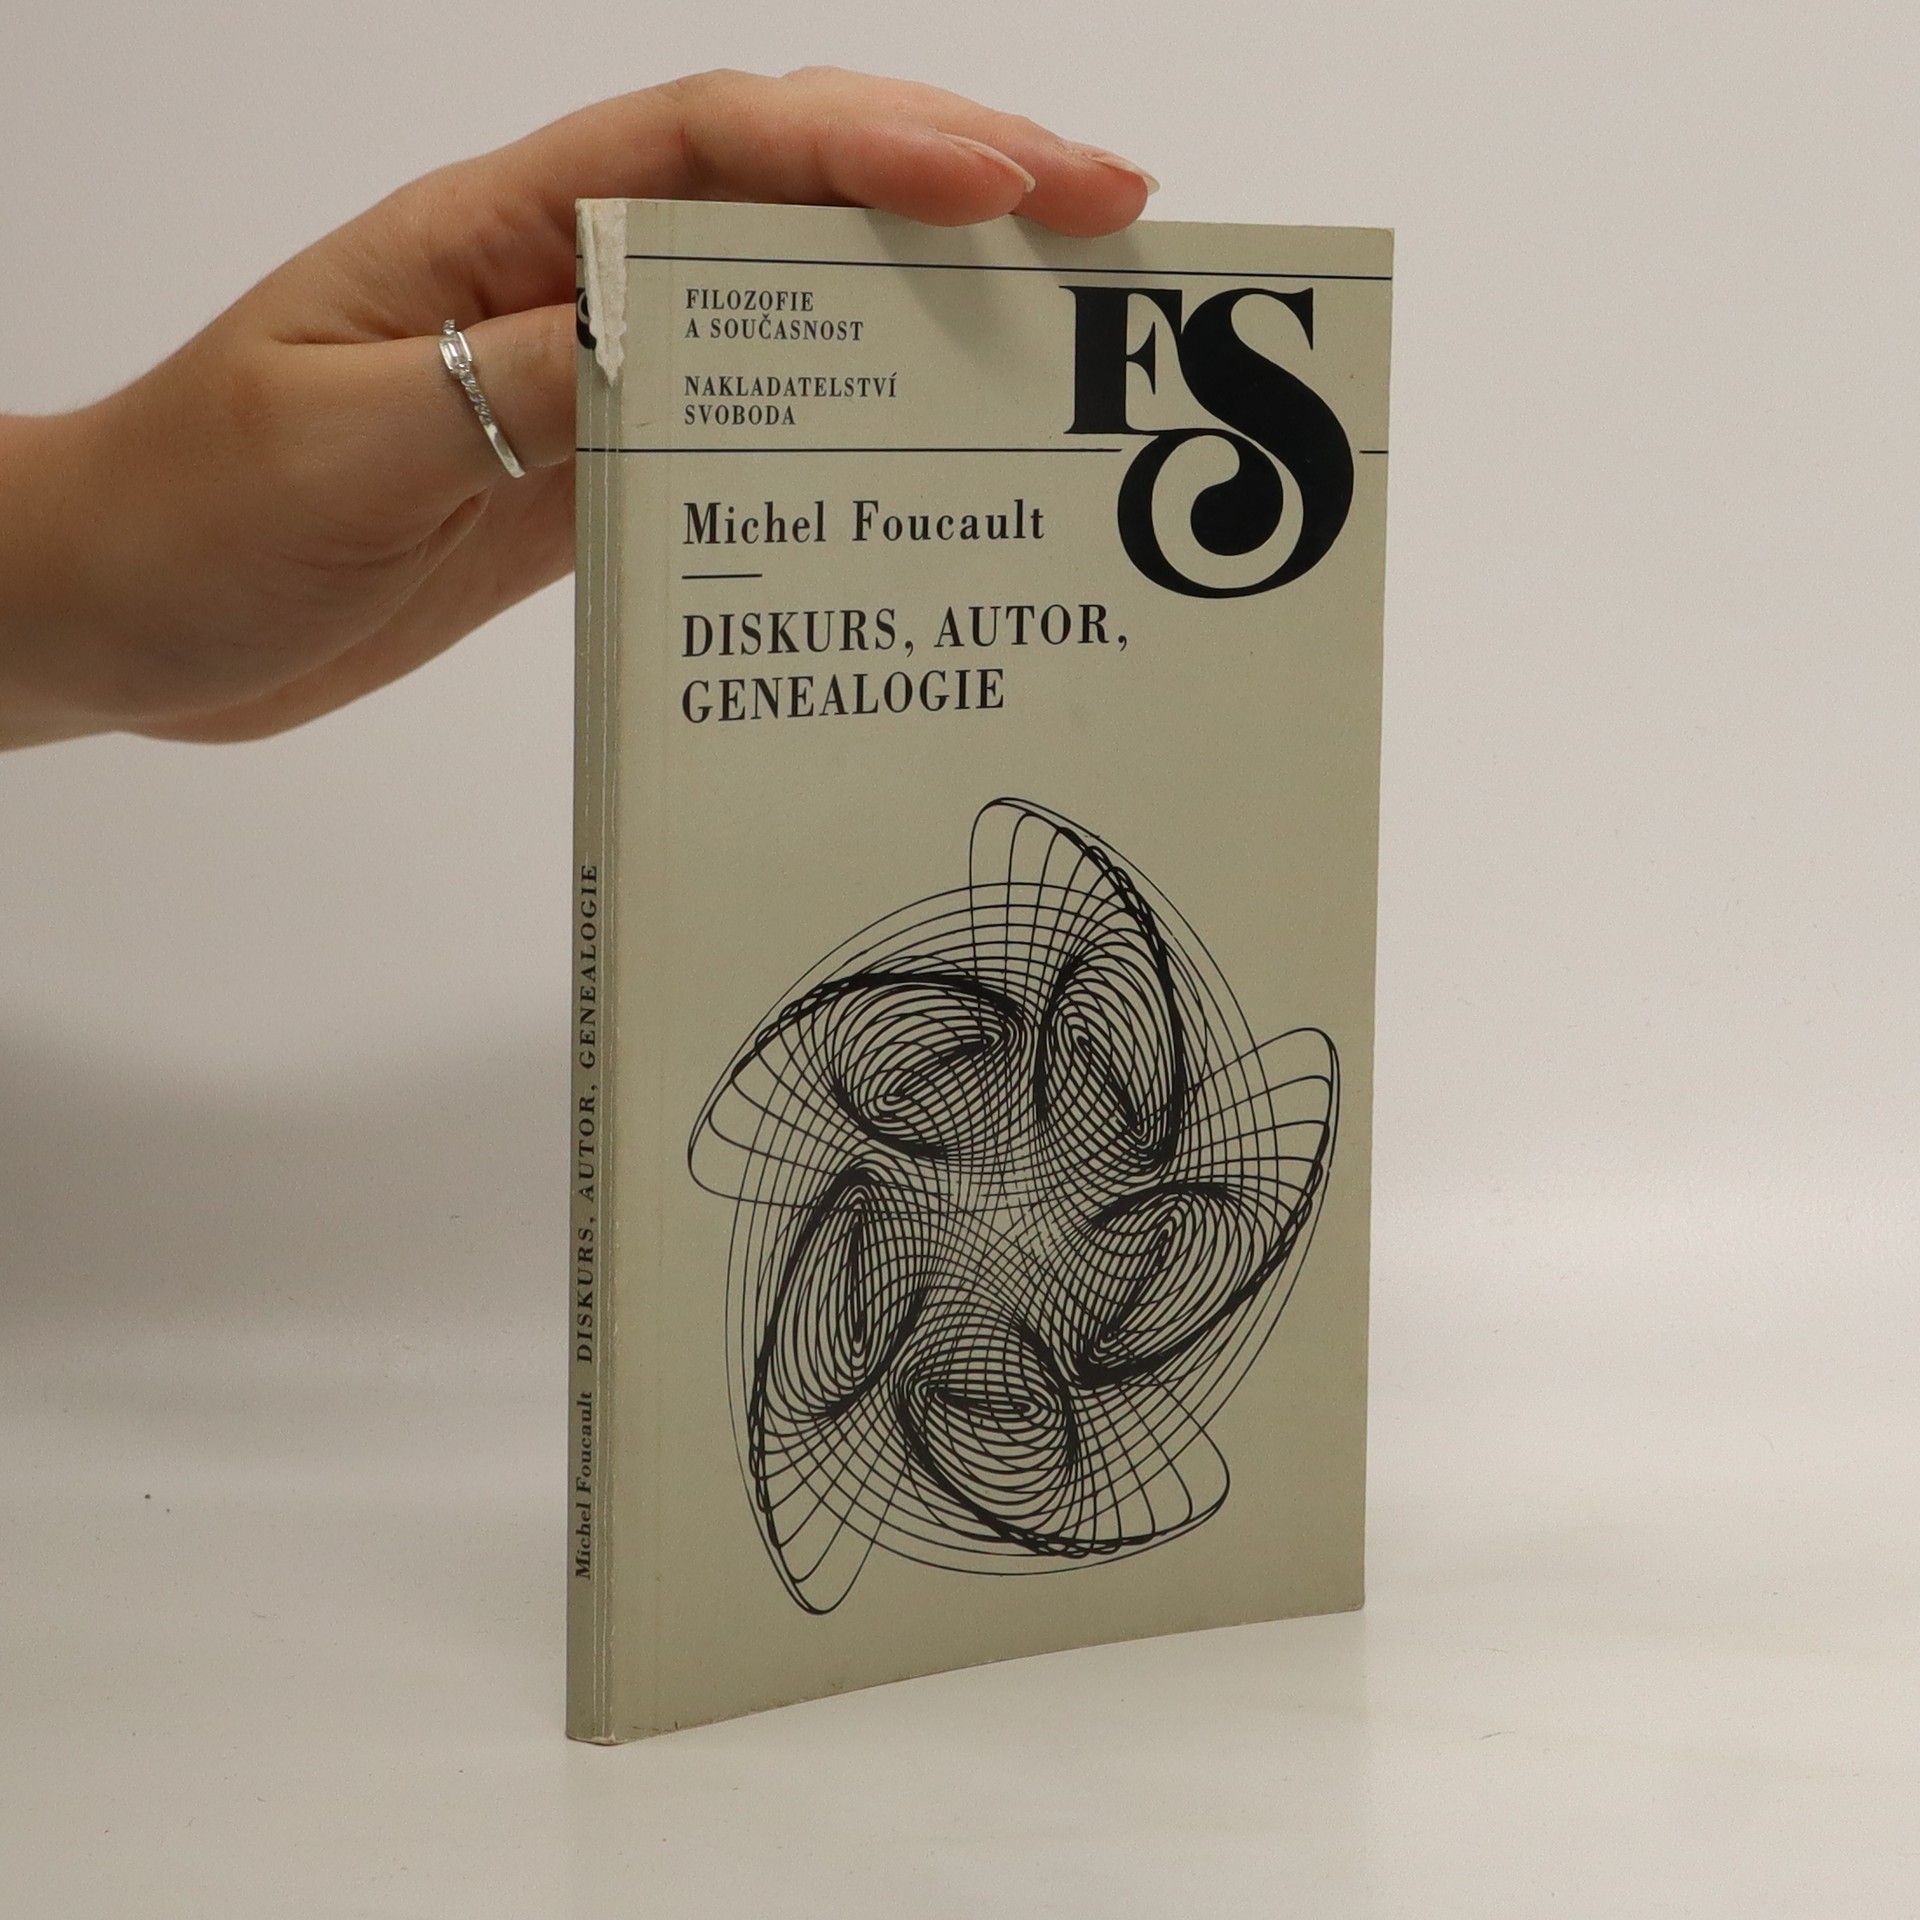 FILOZOFIE
A SOUČASNOST
NAKLADATELSTVÍ
SVOBODA
FS
Michel Foucault
DISKURS, AUTOR,
GENEALOGIE
Michel Foucault DISKURS, AUTOR, GENEALOGIE